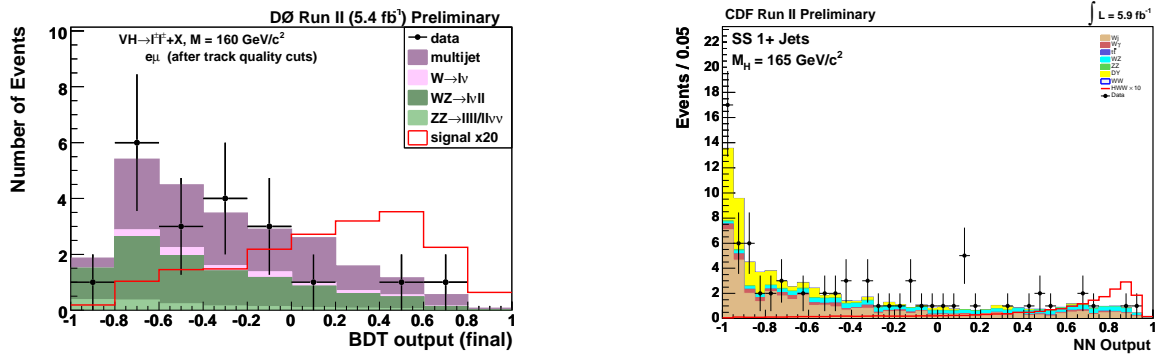 DØ Run II (5.4 fb⁻¹) Preliminary
VH→l±l±+X, M = 160 GeV/c²
eμ (after track quality cuts)
data
multijet
W→lν
WZ→lνll
ZZ→llll/llνν
signal x20
Number of Events
10
8
6
4
2
0
-1 -0.8 -0.6 -0.4 -0.2 0 0.2 0.4 0.6 0.8 1
BDT output (final)
CDF Run II Preliminary
∫ L = 5.9 fb⁻¹
SS 1+ Jets
M_H = 165 GeV/c²
Wj
Wγ
WZ
ZZ
DY
WW
HWW × 10
Data
Events / 0.05
22
20
18
16
14
12
10
8
6
4
2
0
-1 -0.8 -0.6 -0.4 -0.2 0 0.2 0.4 0.6 0.8 1
NN Output